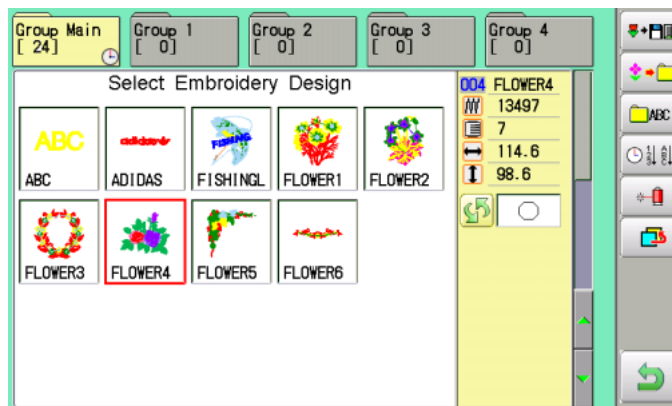 Group Main
[ 24]
Group 1
[ 0]
Group 2
[ 0]
Group 3
[ 0]
Group 4
[ 0]
Select Embroidery Design
004 FLOWER4
13497
7
114.6
98.6
ABC
ABC
adidas
ADIDAS
FISHING
FISHINGL
FLOWER1
FLOWER2
FLOWER3
FLOWER4
FLOWER5
FLOWER6
ABC